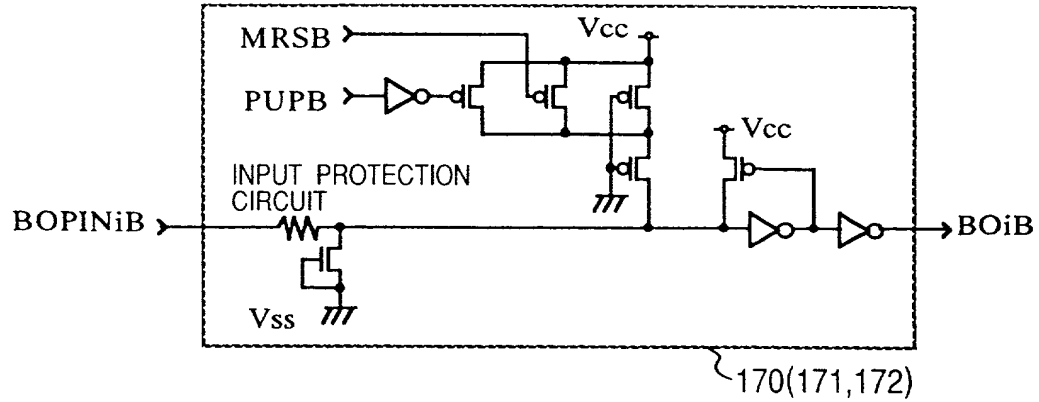 MRSB
Vcc
PUPB
Vcc
INPUT PROTECTION
CIRCUIT
BOPINiB
BOiB
Vss
170(171,172)